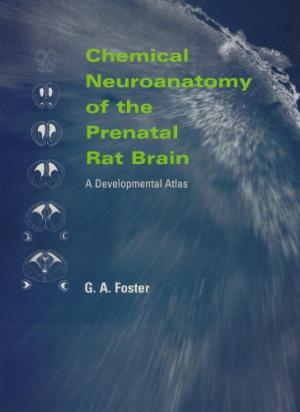 Chemical
Neuroanatomy
of the
Prenatal
Rat Brain
A Developmental Atlas
G. A. Foster